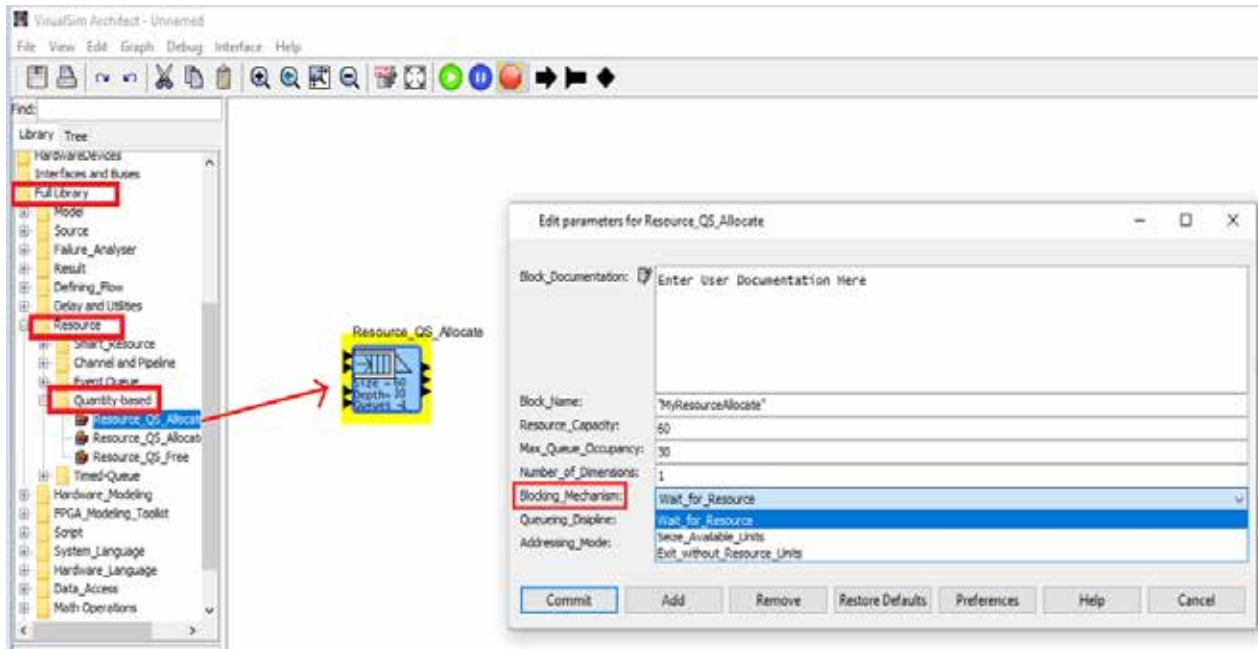 VisualSim Architect - Unnamed
File View Edit Graph Debug Interface Help
Find:
Library Tree
HardwareDevices
Interfaces and Buses
Full Library
Model
Source
Failure_Analyser
Result
Defining_Flow
Delay and Utilities
Resource
Smart_Resource
Channel and Pipeline
Event Queue
Quantity-based
Resource_QS_Allocat
Resource_QS_Allocat
Resource_QS_Free
Timed-Queue
Hardware_Modeling
FPGA_Modeling_Toolkit
Script
System_Language
Hardware_Language
Data_Access
Math Operations
Resource_QS_Allocate
Size = 60
Depth= 30
Edit parameters for Resource_QS_Allocate
Block_Documentation: Enter User Documentation Here
Block_Name: "MyResourceAllocate"
Resource_Capacity: 60
Max_Queue_Occupancy: 30
Number_of_Dimensions: 1
Blocking_Mechanism: Wait_for_Resource
Wait_for_Resource
Queueing_Disipline:
Seize_Available_Units
Addressing_Mode:
Exit_without_Resource_Units
Commit Add Remove Restore Defaults Preferences Help Cancel